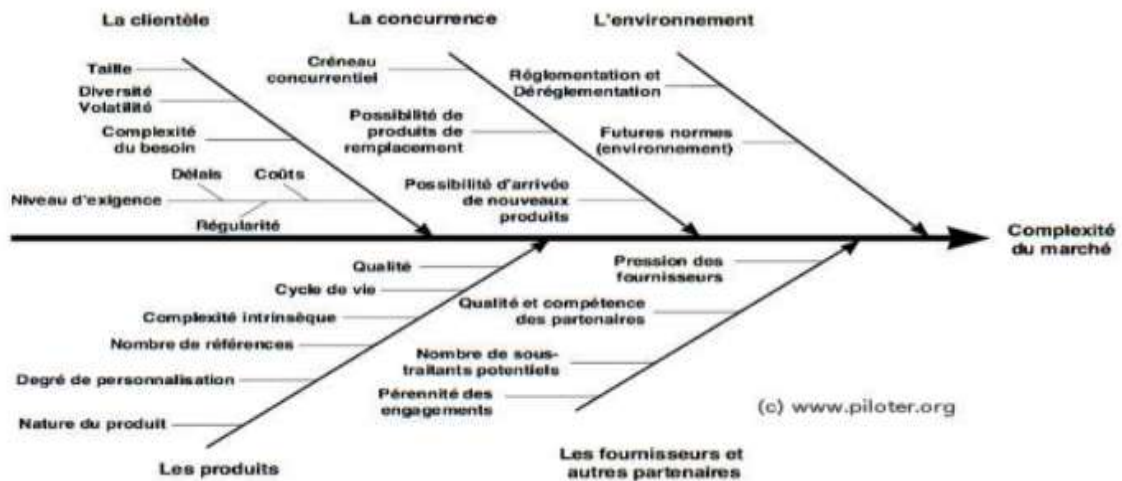 La clientèle
La concurrence
L'environnement
Taille
Diversité
Volatilité
Complexité
du besoin
Délais
Coûts
Niveau d'exigence
Régularité
Créneau
concurrentiel
Possibilité de
produits de
remplacement
Possibilité d'arrivée
de nouveaux
produits
Réglementation et
Déréglementation
Futures normes
(environnement)
Complexité
du marché
Qualité
Cycle de vie
Complexité intrinsèque
Nombre de références
Degré de personnalisation
Nature du produit
Les produits
Pression des
fournisseurs
Qualité et compétence
des partenaires
Nombre de sous-
traitants potentiels
Pérennité des
engagements
Les fournisseurs et
autres partenaires
(c) www.piloter.org